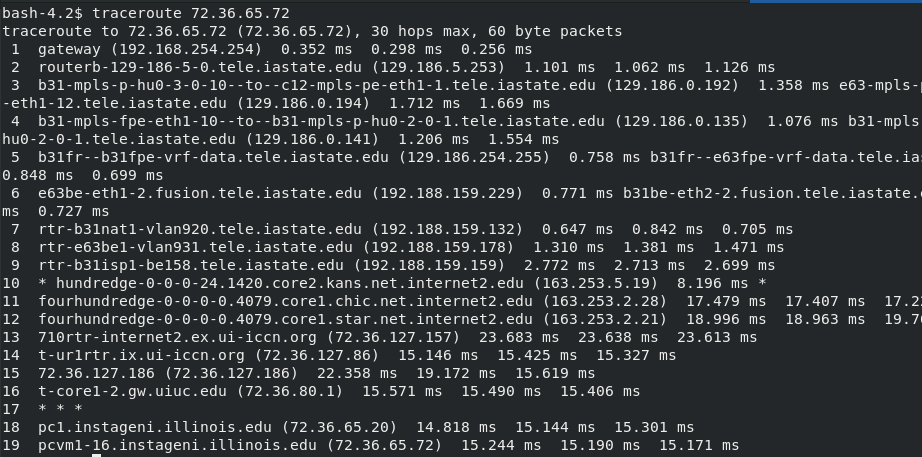 bash-4.2$ traceroute 72.36.65.72
traceroute to 72.36.65.72 (72.36.65.72), 30 hops max, 60 byte packets
1 gateway (192.168.254.254) 0.352 ms 0.298 ms 0.256 ms
2 routerb-129-186-5-0.tele.iastate.edu (129.186.5.253) 1.101 ms 1.062 ms 1.126 ms
3 b31-mpls-p-hu0-3-0-10--to--c12-mpls-pe-eth1-1.tele.iastate.edu (129.186.0.192) 1.358 ms e63-mpls-p
-eth1-12.tele.iastate.edu (129.186.0.194) 1.712 ms 1.669 ms
4 b31-mpls-fpe-eth1-10--to--b31-mpls-p-hu0-2-0-1.tele.iastate.edu (129.186.0.135) 1.076 ms b31-mpls
hu0-2-0-1.tele.iastate.edu (129.186.0.141) 1.206 ms 1.554 ms
5 b31fr--b31fpe-vrf-data.tele.iastate.edu (129.186.254.255) 0.758 ms b31fr--e63fpe-vrf-data.tele.ias
0.848 ms 0.699 ms
6 e63be-eth1-2.fusion.tele.iastate.edu (192.188.159.229) 0.771 ms b31be-eth2-2.fusion.tele.iastate.e
ms 0.727 ms
7 rtr-b31nat1-vlan920.tele.iastate.edu (192.188.159.132) 0.647 ms 0.842 ms 0.705 ms
8 rtr-e63be1-vlan931.tele.iastate.edu (192.188.159.178) 1.310 ms 1.381 ms 1.471 ms
9 rtr-b31isp1-be158.tele.iastate.edu (192.188.159.159) 2.772 ms 2.713 ms 2.699 ms
10 * hundredge-0-0-0-24.1420.core2.kans.net.internet2.edu (163.253.5.19) 8.196 ms *
11 fourhundredge-0-0-0-0.4079.core1.chic.net.internet2.edu (163.253.2.28) 17.479 ms 17.407 ms 17.22
12 fourhundredge-0-0-0-0.4079.core1.star.net.internet2.edu (163.253.2.21) 18.996 ms 18.963 ms 19.7
13 710rtr-internet2.ex.ui-iccn.org (72.36.127.157) 23.683 ms 23.638 ms 23.613 ms
14 t-ur1rtr.ix.ui-iccn.org (72.36.127.86) 15.146 ms 15.425 ms 15.327 ms
15 72.36.127.186 (72.36.127.186) 22.358 ms 19.172 ms 15.619 ms
16 t-core1-2.gw.uiuc.edu (72.36.80.1) 15.571 ms 15.490 ms 15.406 ms
17 * * *
18 pc1.instageni.illinois.edu (72.36.65.20) 14.818 ms 15.144 ms 15.301 ms
19 pcvm1-16.instageni.illinois.edu (72.36.65.72) 15.244 ms 15.190 ms 15.171 ms